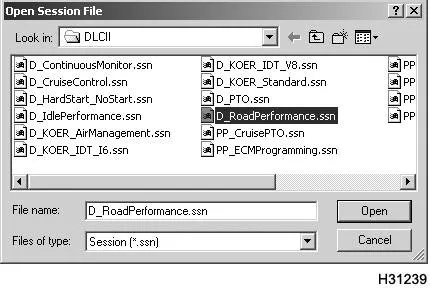 Open Session File
Look in: DLCII
D_ContinuousMonitor.ssn
D_CruiseControl.ssn
D_HardStart_NoStart.ssn
D_IdlePerformance.ssn
D_KOER_AirManagement.ssn
D_KOER_IDT_I6.ssn
D_KOER_IDT_V8.ssn
D_KOER_Standard.ssn
D_PTO.ssn
D_RoadPerformance.ssn
PP_CruisePTO.ssn
PP_ECMProgramming.ssn
PP
PP
PP
PP
File name: D_RoadPerformance.ssn
Open
Files of type: Session (*.ssn)
Cancel
H31239